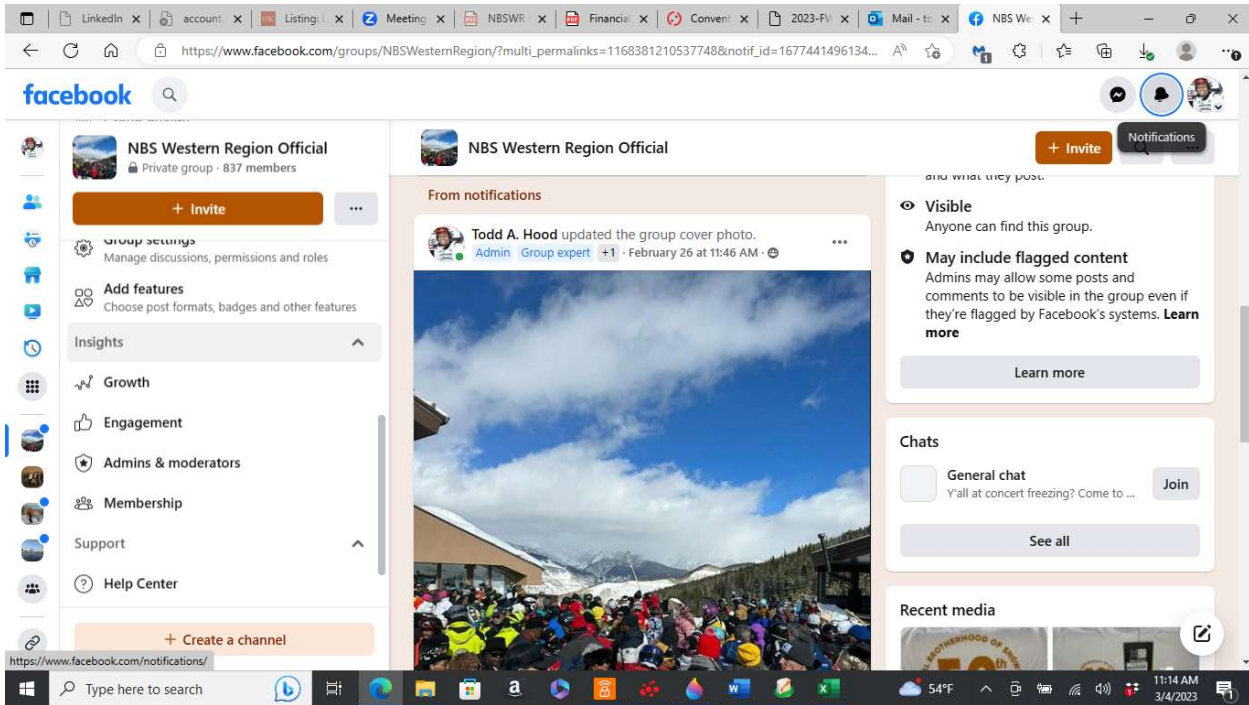 LinkedIn
account
Listing: L
Meeting
NBSWR
Financial
Convent
2023-FW
Mail - to
NBS We
https://www.facebook.com/groups/NBSWesternRegion/?multi_permalinks=1168381210537748&notif_id=1677441496134...
facebook
Notifications
NBS Western Region Official
Private group · 837 members
+ Invite
Group settings
Manage discussions, permissions and roles
Add features
Choose post formats, badges and other features
Insights
Growth
Engagement
Admins & moderators
Membership
Support
Help Center
+ Create a channel
https://www.facebook.com/notifications/
NBS Western Region Official
+ Invite
From notifications
Todd A. Hood updated the group cover photo.
Admin Group expert +1 · February 26 at 11:46 AM ·
and what they post.
Visible
Anyone can find this group.
May include flagged content
Admins may allow some posts and
comments to be visible in the group even if
they're flagged by Facebook's systems. Learn
more
Learn more
Chats
General chat
Y'all at concert freezing? Come to ...
Join
See all
Recent media
BROTHERHOOD OF
50th
Type here to search
54°F
11:14 AM
3/4/2023